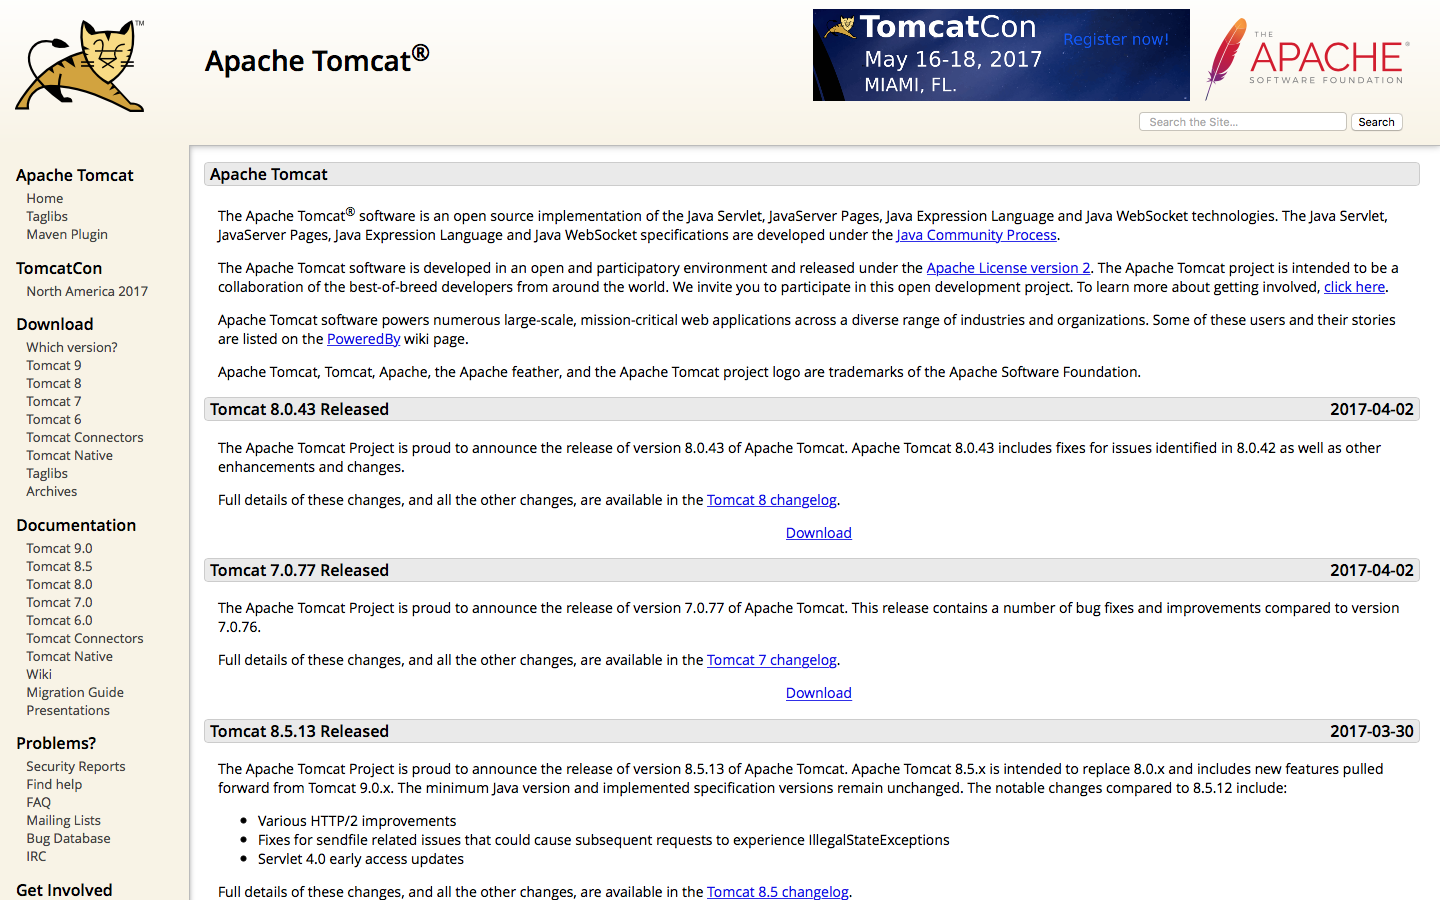 TM
Apache Tomcat®
TomcatCon
May 16-18, 2017
MIAMI, FL.
Register now!
THE
APACHE®
SOFTWARE FOUNDATION
Search the Site...
Search
Apache Tomcat
Home
Taglibs
Maven Plugin
TomcatCon
North America 2017
Download
Which version?
Tomcat 9
Tomcat 8
Tomcat 7
Tomcat 6
Tomcat Connectors
Tomcat Native
Taglibs
Archives
Documentation
Tomcat 9.0
Tomcat 8.5
Tomcat 8.0
Tomcat 7.0
Tomcat 6.0
Tomcat Connectors
Tomcat Native
Wiki
Migration Guide
Presentations
Problems?
Security Reports
Find help
FAQ
Mailing Lists
Bug Database
IRC
Get Involved
Apache Tomcat
The Apache Tomcat® software is an open source implementation of the Java Servlet, JavaServer Pages, Java Expression Language and Java WebSocket technologies. The Java Servlet,
JavaServer Pages, Java Expression Language and Java WebSocket specifications are developed under the Java Community Process.
The Apache Tomcat software is developed in an open and participatory environment and released under the Apache License version 2. The Apache Tomcat project is intended to be a
collaboration of the best-of-breed developers from around the world. We invite you to participate in this open development project. To learn more about getting involved, click here.
Apache Tomcat software powers numerous large-scale, mission-critical web applications across a diverse range of industries and organizations. Some of these users and their stories
are listed on the PoweredBy wiki page.
Apache Tomcat, Tomcat, Apache, the Apache feather, and the Apache Tomcat project logo are trademarks of the Apache Software Foundation.
Tomcat 8.0.43 Released 2017-04-02
The Apache Tomcat Project is proud to announce the release of version 8.0.43 of Apache Tomcat. Apache Tomcat 8.0.43 includes fixes for issues identified in 8.0.42 as well as other
enhancements and changes.
Full details of these changes, and all the other changes, are available in the Tomcat 8 changelog.
Download
Tomcat 7.0.77 Released 2017-04-02
The Apache Tomcat Project is proud to announce the release of version 7.0.77 of Apache Tomcat. This release contains a number of bug fixes and improvements compared to version
7.0.76.
Full details of these changes, and all the other changes, are available in the Tomcat 7 changelog.
Download
Tomcat 8.5.13 Released 2017-03-30
The Apache Tomcat Project is proud to announce the release of version 8.5.13 of Apache Tomcat. Apache Tomcat 8.5.x is intended to replace 8.0.x and includes new features pulled
forward from Tomcat 9.0.x. The minimum Java version and implemented specification versions remain unchanged. The notable changes compared to 8.5.12 include:
• Various HTTP/2 improvements
• Fixes for sendfile related issues that could cause subsequent requests to experience IllegalStateExceptions
• Servlet 4.0 early access updates
Full details of these changes, and all the other changes, are available in the Tomcat 8.5 changelog.